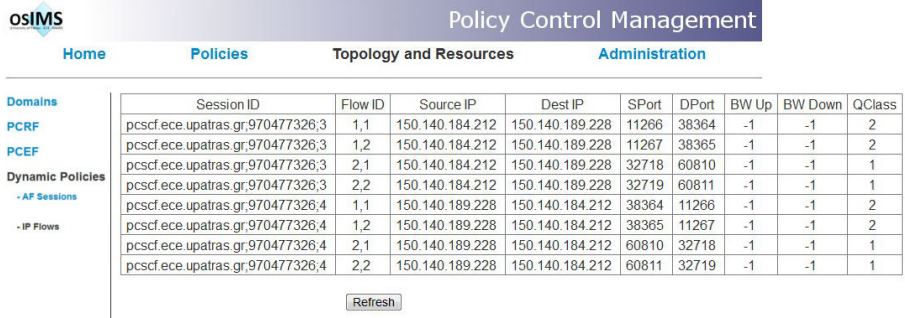 osIMS
Policy Control Management
Home Policies Topology and Resources Administration
Domains
PCRF
PCEF
Dynamic Policies
- AF Sessions
- IP Flows
Session ID Flow ID Source IP Dest IP SPort DPort BW Up BW Down QClass
pcscf.ece.upatras.gr;970477326;3 1,1 150.140.184.212 150.140.189.228 11266 38364 -1 -1 2
pcscf.ece.upatras.gr;970477326;3 1,2 150.140.184.212 150.140.189.228 11267 38365 -1 -1 2
pcscf.ece.upatras.gr;970477326;3 2,1 150.140.184.212 150.140.189.228 32718 60810 -1 -1 1
pcscf.ece.upatras.gr;970477326;3 2,2 150.140.184.212 150.140.189.228 32719 60811 -1 -1 1
pcscf.ece.upatras.gr;970477326;4 1,1 150.140.189.228 150.140.184.212 38364 11266 -1 -1 2
pcscf.ece.upatras.gr;970477326;4 1,2 150.140.189.228 150.140.184.212 38365 11267 -1 -1 2
pcscf.ece.upatras.gr;970477326;4 2,1 150.140.189.228 150.140.184.212 60810 32718 -1 -1 1
pcscf.ece.upatras.gr;970477326;4 2,2 150.140.189.228 150.140.184.212 60811 32719 -1 -1 1
Refresh